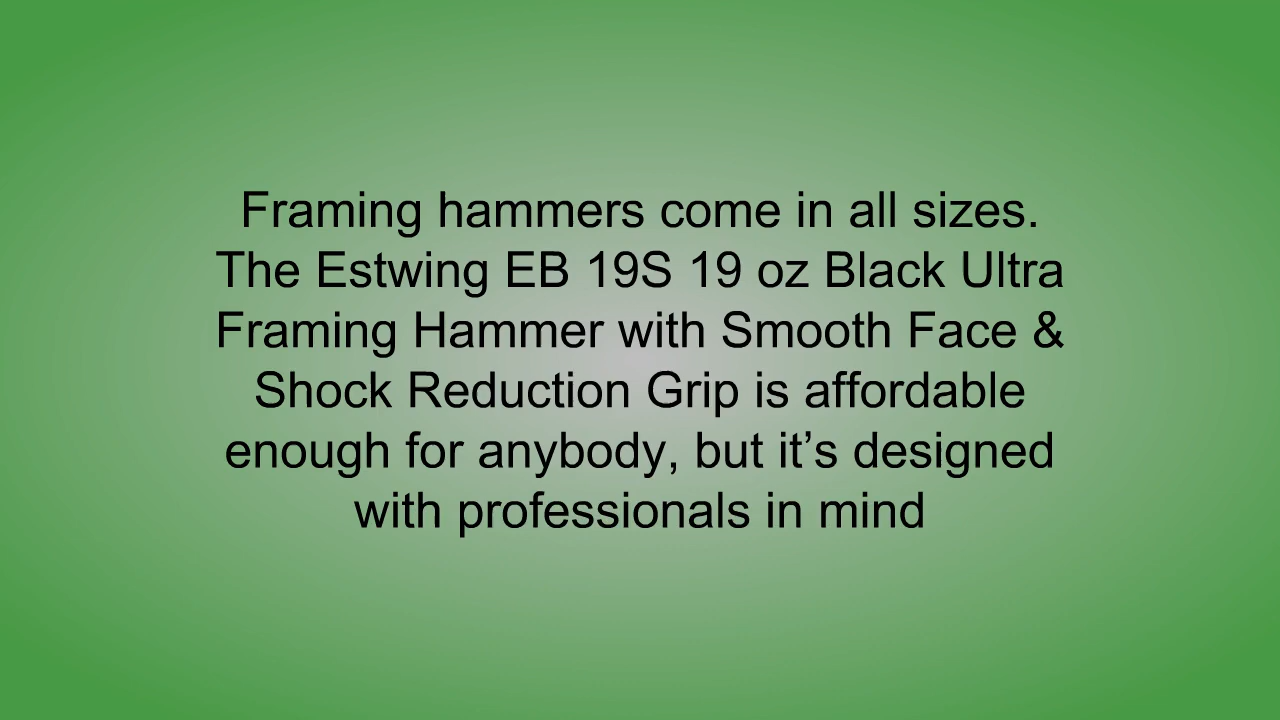 Framing hammers come in all sizes.
The Estwing EB 19S 19 oz Black Ultra
Framing Hammer with Smooth Face &
Shock Reduction Grip is affordable
enough for anybody, but it’s designed
with professionals in mind